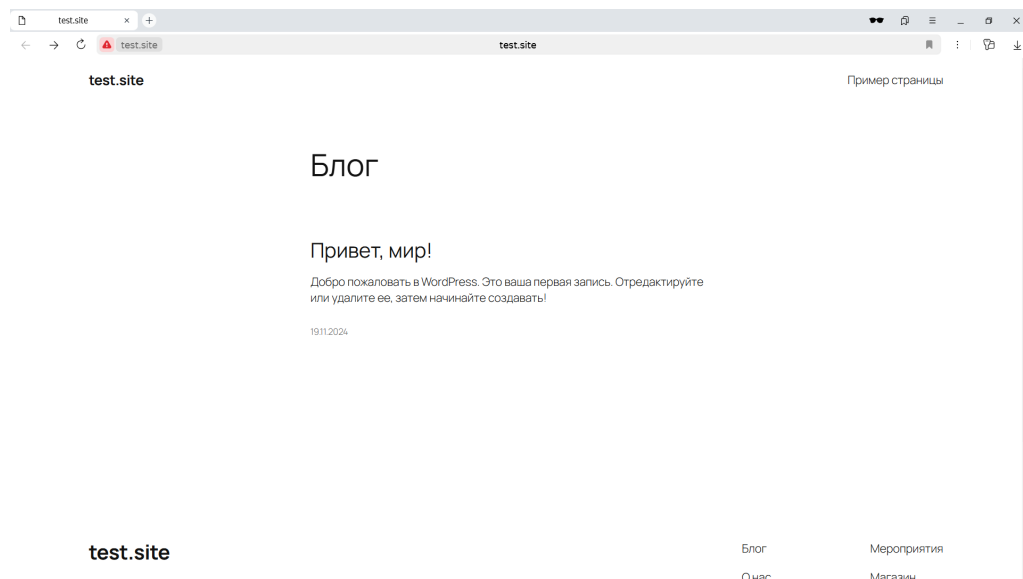 test.site
test.site
test.site
test.site
Пример страницы
Блог
Привет, мир!
Добро пожаловать в WordPress. Это ваша первая запись. Отредактируйте
или удалите ее, затем начинайте создавать!
19.11.2024
test.site
Блог
Мероприятия
О нас
Магазин